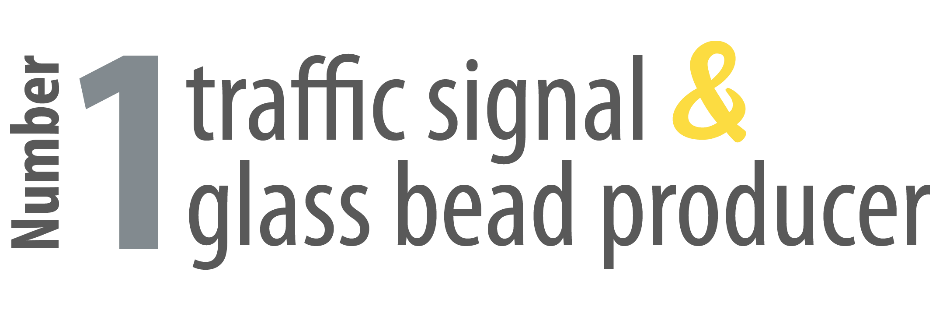 Number
1
traffic signal &
glass bead producer